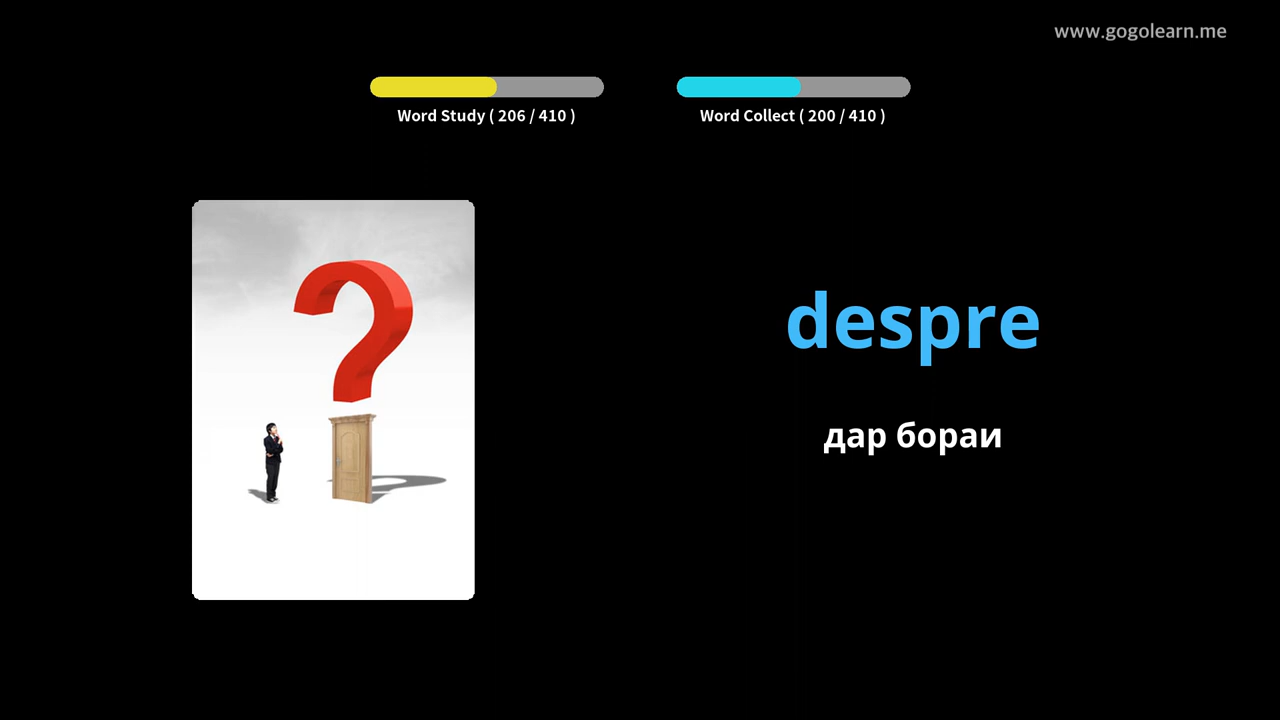 www.gogolearn.me
Word Study ( 206 / 410 )
Word Collect ( 200 / 410 )
despre
дар бораи